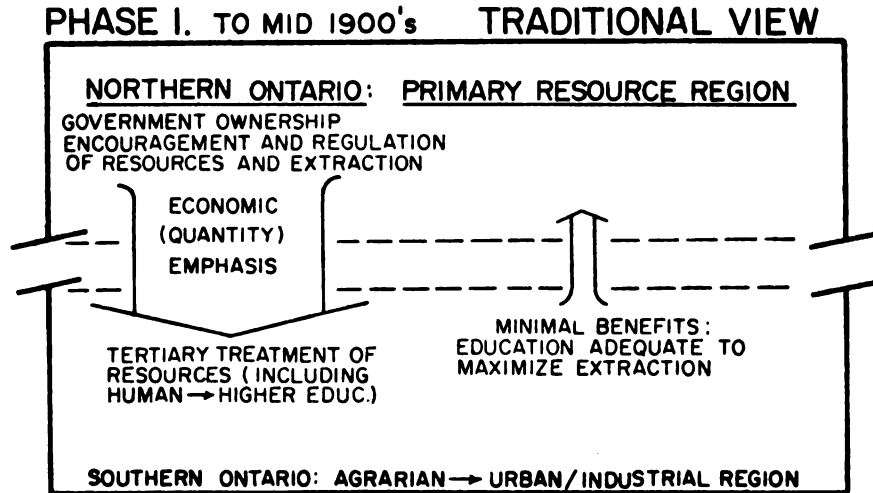 PHASE I. TO MID 1900's TRADITIONAL VIEW
NORTHERN ONTARIO: PRIMARY RESOURCE REGION
GOVERNMENT OWNERSHIP
ENCOURAGEMENT AND REGULATION
OF RESOURCES AND EXTRACTION
ECONOMIC
(QUANTITY)
EMPHASIS
TERTIARY TREATMENT OF
RESOURCES (INCLUDING
HUMAN → HIGHER EDUC.)
MINIMAL BENEFITS:
EDUCATION ADEQUATE TO
MAXIMIZE EXTRACTION
SOUTHERN ONTARIO: AGRARIAN → URBAN/INDUSTRIAL REGION